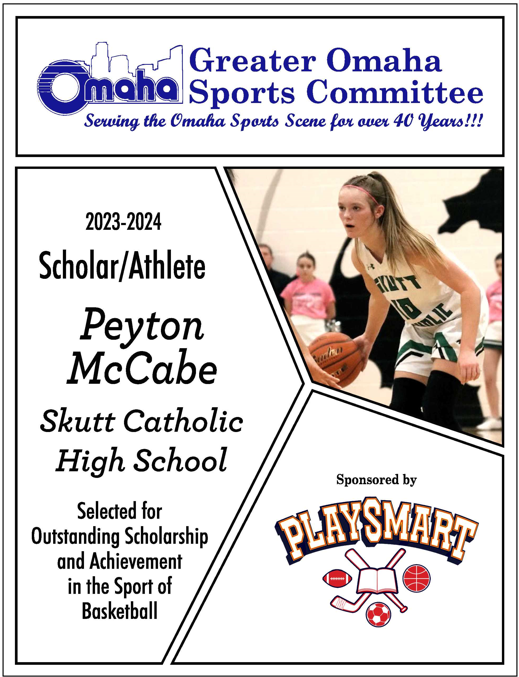 Omaha
Greater Omaha
Sports Committee
Serving the Omaha Sports Scene for over 40 Years!!!
2023-2024
Scholar/Athlete
Peyton
McCabe
Skutt Catholic
High School
Selected for
Outstanding Scholarship
and Achievement
in the Sport of
Basketball
SKUTT
10
CATHOLIC
Sponsored by
PLAYSMART